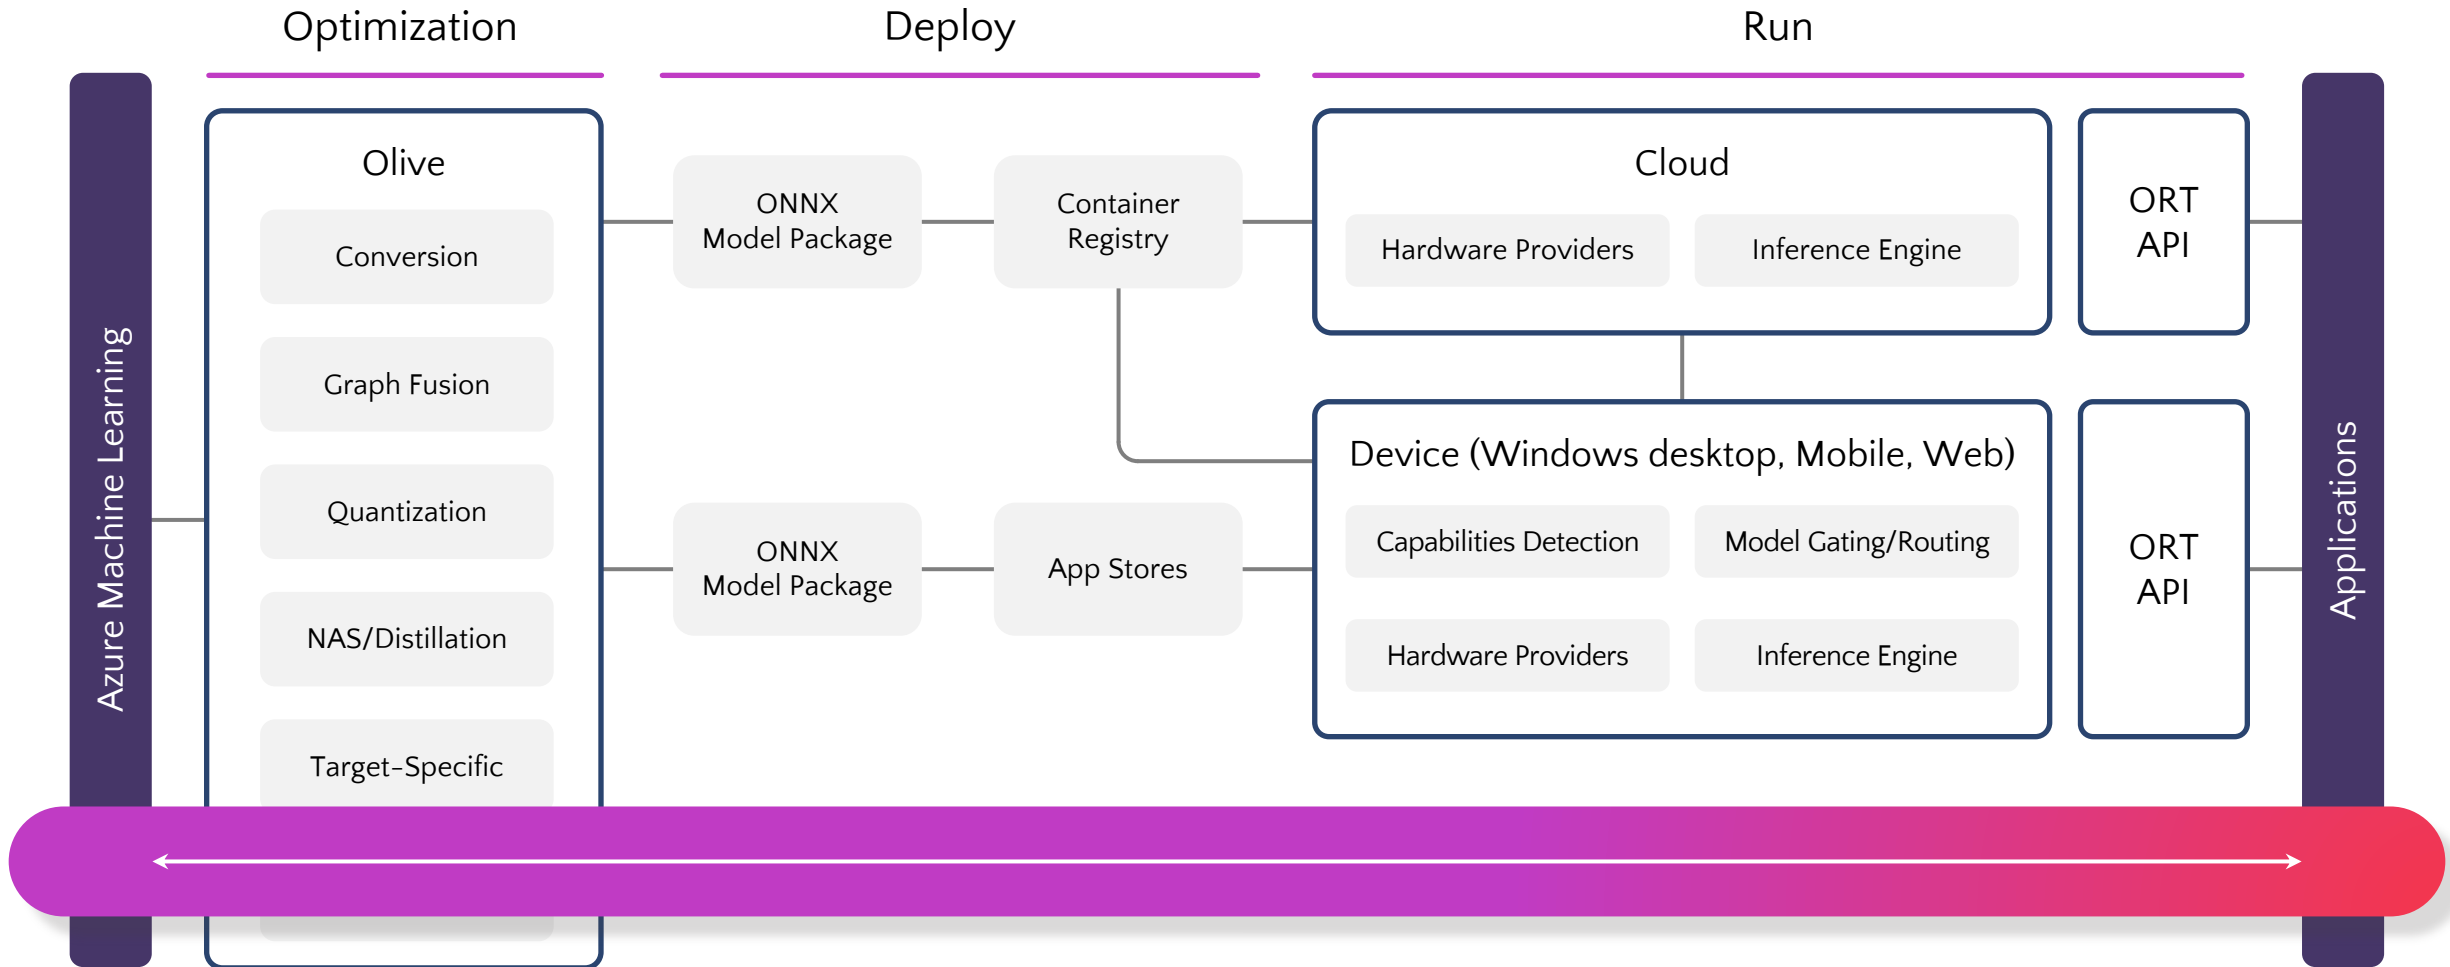 Optimization
Deploy
Run
Azure Machine Learning
Olive
Conversion
Graph Fusion
Quantization
NAS/Distillation
Target-Specific
ONNX
Model Package
Container
Registry
ONNX
Model Package
App Stores
Cloud
Hardware Providers
Inference Engine
ORT
API
Device (Windows desktop, Mobile, Web)
Capabilities Detection
Model Gating/Routing
Hardware Providers
Inference Engine
ORT
API
Applications